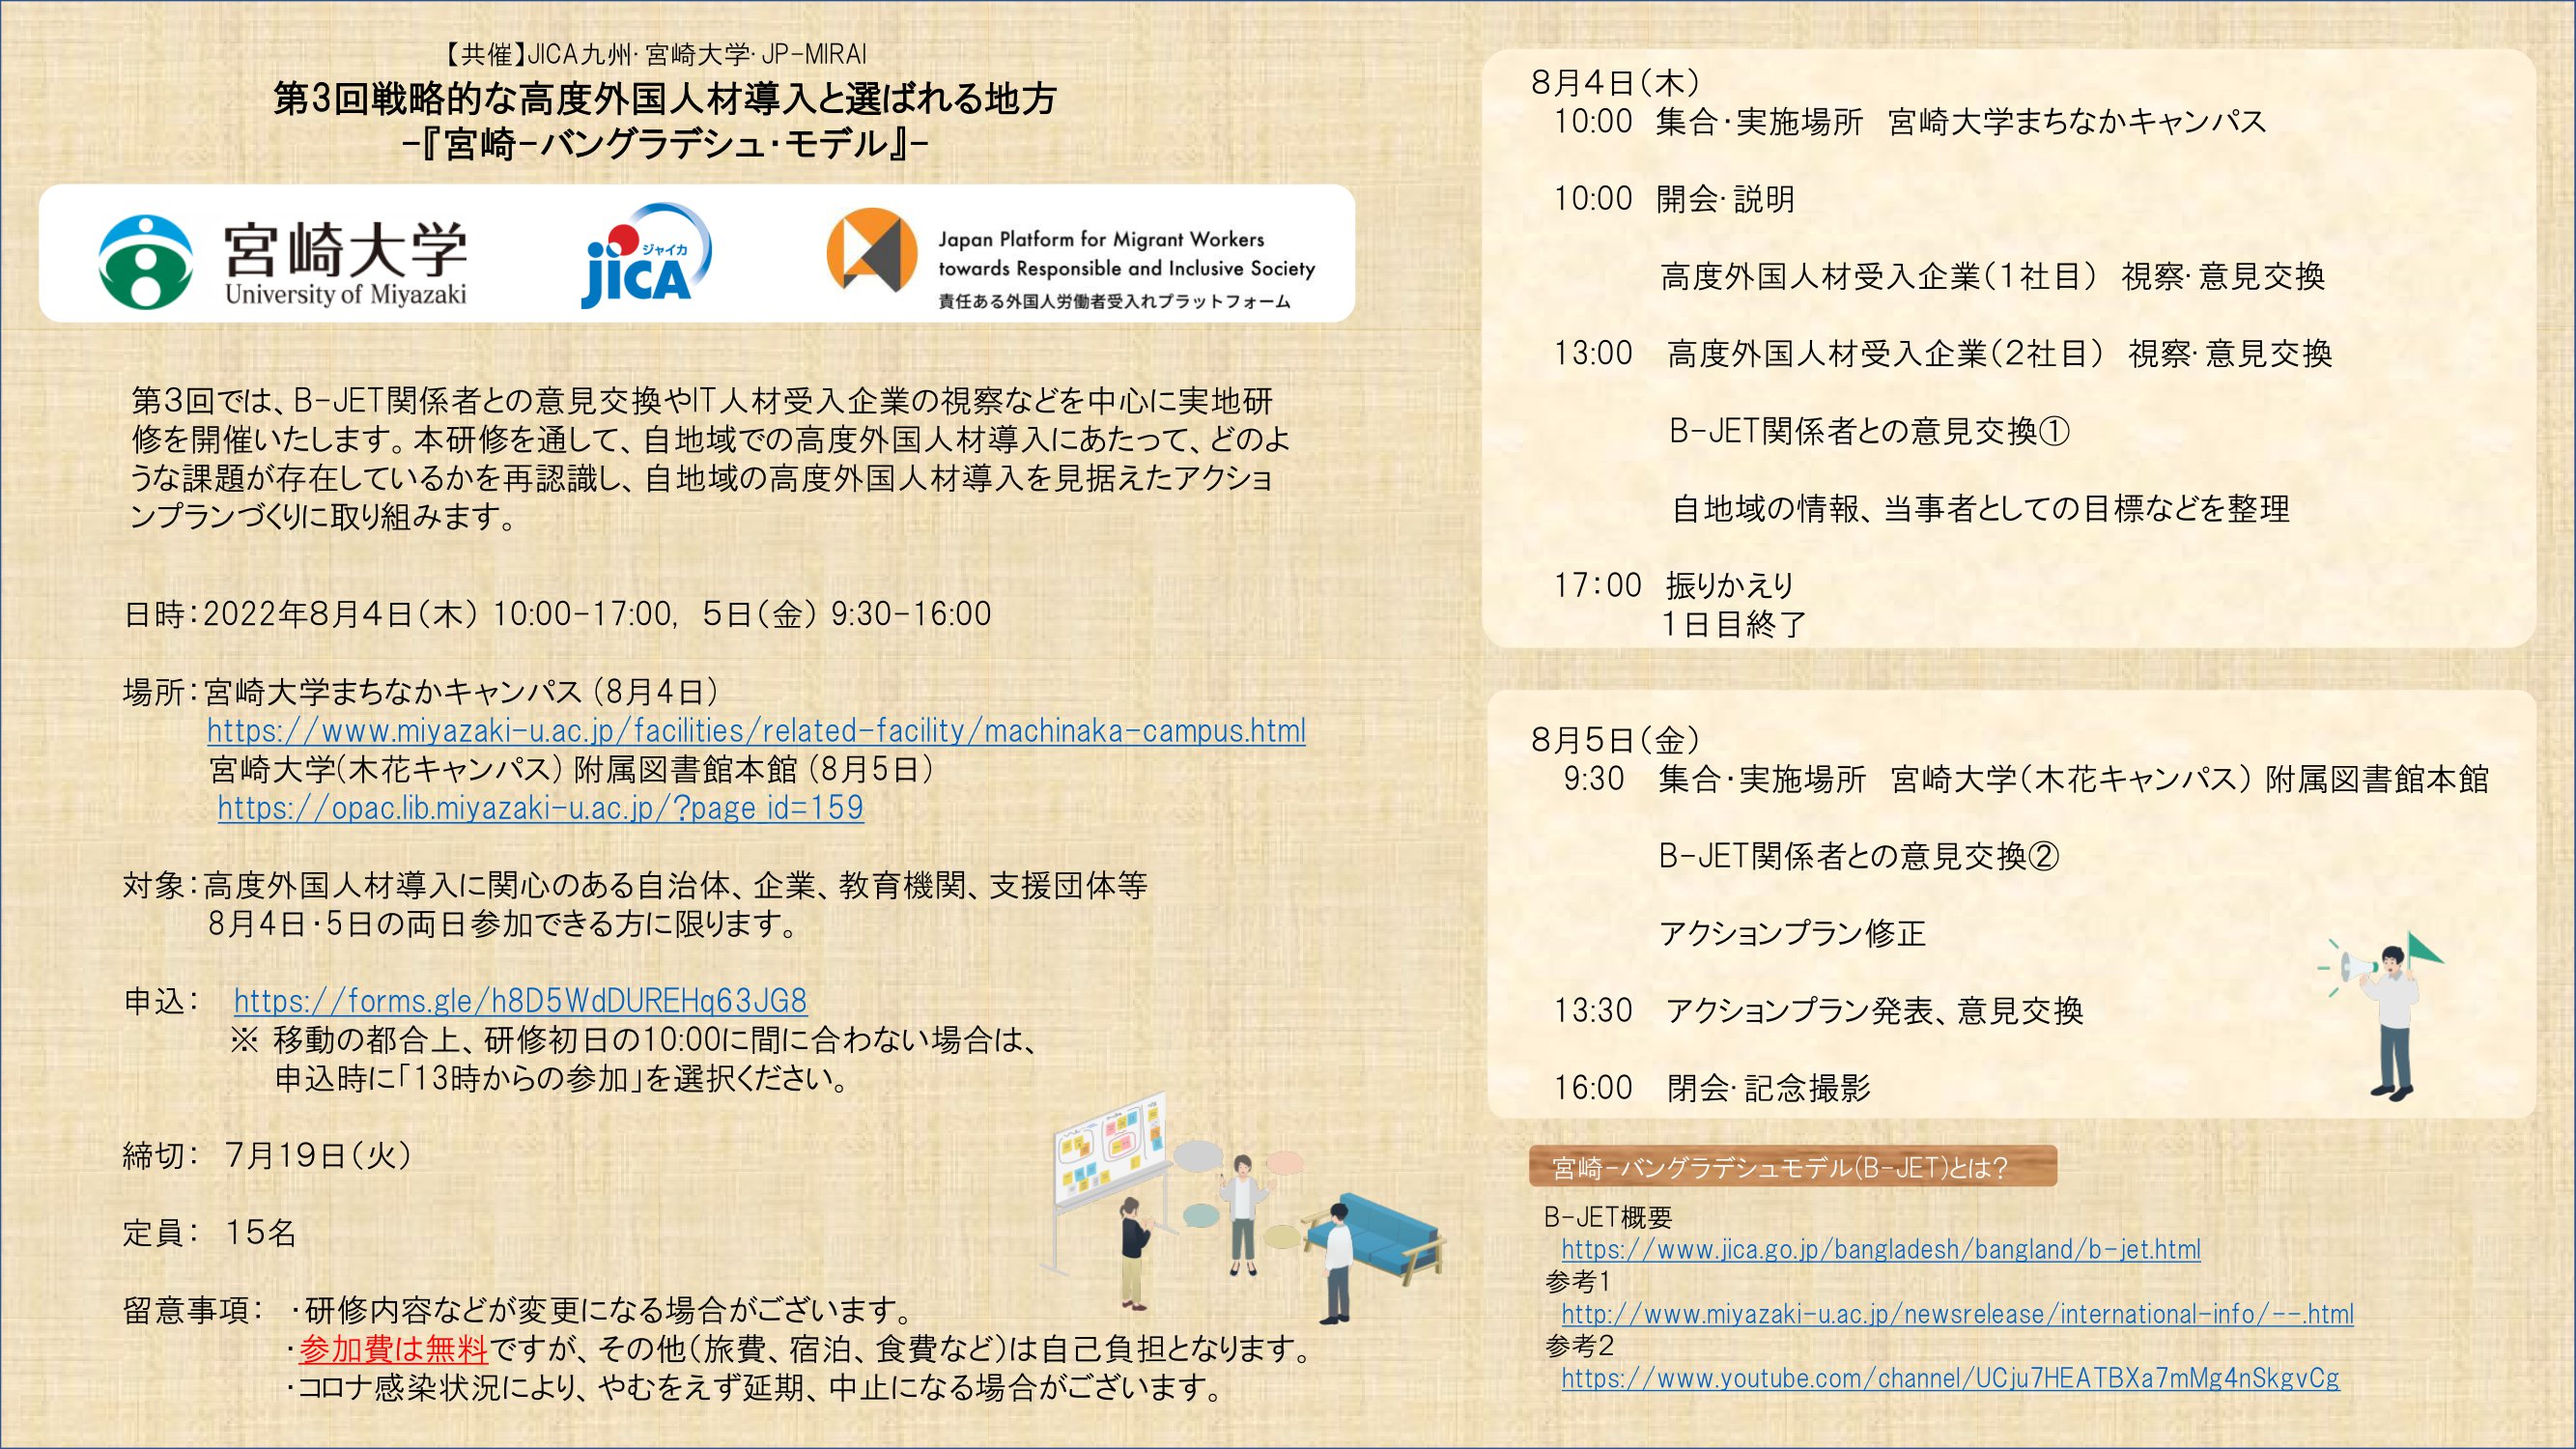 【共催】JICA九州・宮崎大学・JP-MIRAI
第3回戦略的な高度外国人材導入と選ばれる地方
-『宮崎-バングラデシュ・モデル』-
宮崎大学
University of Miyazaki
ジャイカ
jICA
Japan Platform for Migrant Workers
towards Responsible and Inclusive Society
責任ある外国人労働者受入れプラットフォーム
第3回では、B-JET関係者との意見交換やIT人材受入企業の視察などを中心に実地研
修を開催いたします。本研修を通して、自地域での高度外国人材導入にあたって、どのよ
うな課題が存在しているかを再認識し、自地域の高度外国人材導入を見据えたアクショ
ンプランづくりに取り組みます。
日時：2022年8月4日（木） 10:00-17:00, 5日（金） 9:30-16:00
場所：宮崎大学まちなかキャンパス（8月4日）
https://www.miyazaki-u.ac.jp/facilities/related-facility/machinaka-campus.html
宮崎大学(木花キャンパス) 附属図書館本館（8月5日）
https://opac.lib.miyazaki-u.ac.jp/?page_id=159
対象：高度外国人材導入に関心のある自治体、企業、教育機関、支援団体等
8月4日・5日の両日参加できる方に限ります。
申込： https://forms.gle/h8D5WdDUREHq63JG8
※ 移動の都合上、研修初日の10:00に間に合わない場合は、
申込時に「13時からの参加」を選択ください。
締切： 7月19日（火）
定員： 15名
留意事項： ・研修内容などが変更になる場合がございます。
・参加費は無料ですが、その他（旅費、宿泊、食費など）は自己負担となります。
・コロナ感染状況により、やむをえず延期、中止になる場合がございます。
8月4日（木）
10:00 集合・実施場所 宮崎大学まちなかキャンパス
10:00 開会・説明
高度外国人材受入企業（1社目） 視察・意見交換
13:00 高度外国人材受入企業（2社目） 視察・意見交換
B-JET関係者との意見交換①
自地域の情報、当事者としての目標などを整理
17：00 振りかえり
1日目終了
8月5日（金）
9:30 集合・実施場所 宮崎大学（木花キャンパス） 附属図書館本館
B-JET関係者との意見交換②
アクションプラン修正
13:30 アクションプラン発表、意見交換
16:00 閉会・記念撮影
宮崎-バングラデシュモデル(B-JET)とは？
B-JET概要
https://www.jica.go.jp/bangladesh/bangland/b-jet.html
参考1
http://www.miyazaki-u.ac.jp/newsrelease/international-info/--.html
参考2
https://www.youtube.com/channel/UCju7HEATBXa7mMg4nSkgvCg